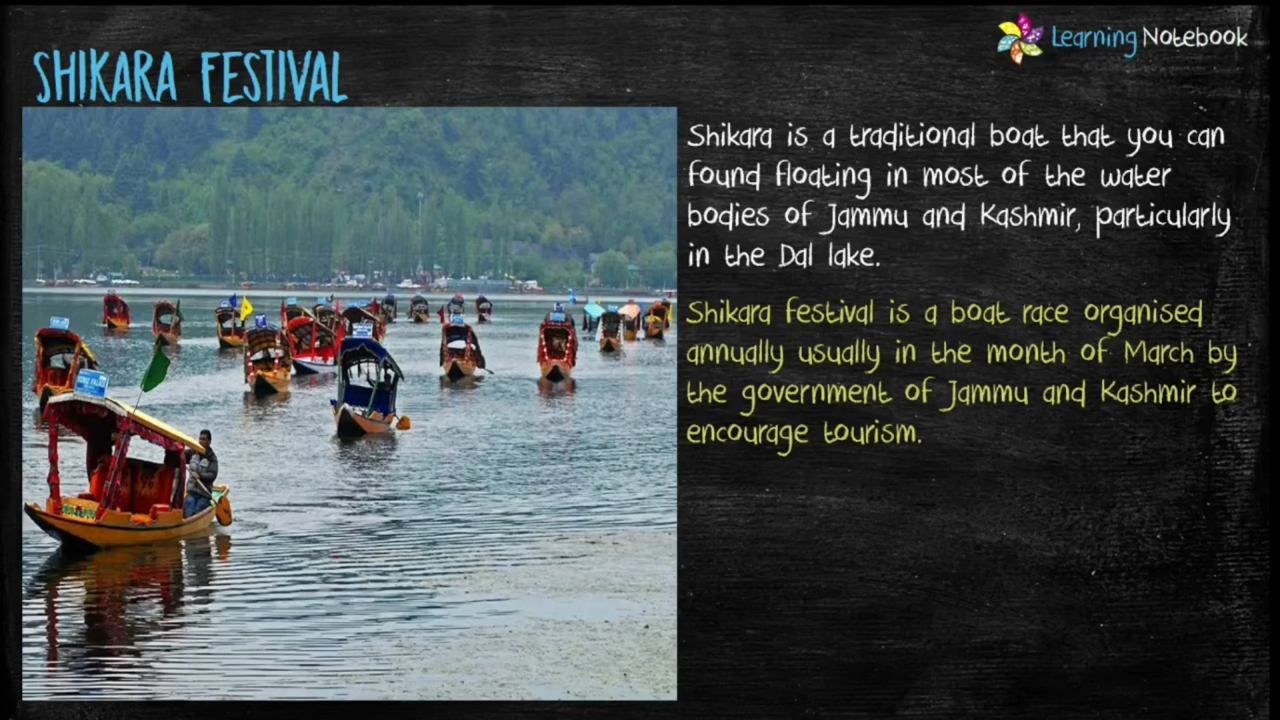 Learning Notebook
SHIKARA FESTIVAL
Shikara is a traditional boat that you can
found floating in most of the water
bodies of Jammu and Kashmir, particularly
in the Dal lake.
Shikara festival is a boat race organised
annually usually in the month of March by
the government of Jammu and Kashmir to
encourage tourism.